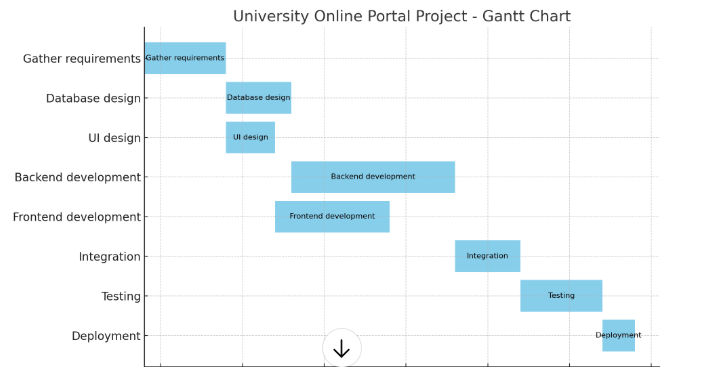 University Online Portal Project - Gantt Chart
Gather requirements
Gather requirements
Database design
Database design
UI design
UI design
Backend development
Backend development
Frontend development
Frontend development
Integration
Integration
Testing
Testing
Deployment
Deployment